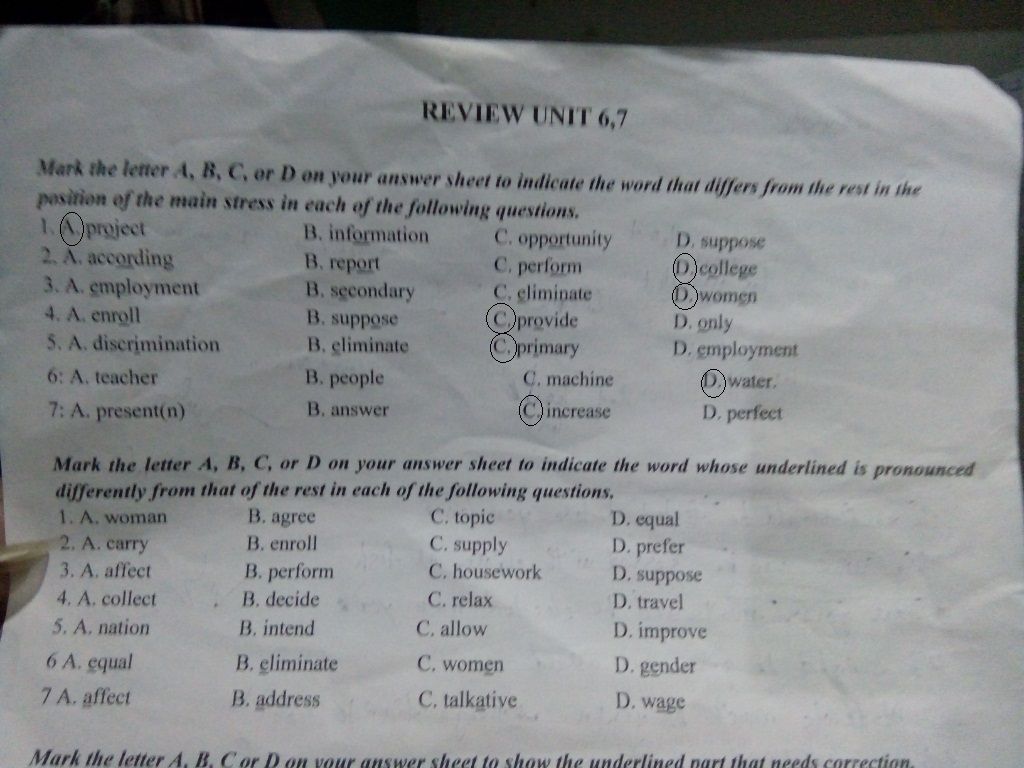 REVIEW UNIT 6,7
Mark the letter A, B, C, or D on your answer sheet to indicate the word that differs from the rest in the
position of the main stress in each of the following questions.
1. A. project B. information C. opportunity D. suppose
2. A. according B. report C. perform D. college
3. A. employment B. secondary C. eliminate D. women
4. A. enroll B. suppose C. provide D. only
5. A. discrimination B. eliminate C. primary D. employment
6: A. teacher B. people C. machine D. water.
7: A. present(n) B. answer C. increase D. perfect
Mark the letter A, B, C, or D on your answer sheet to indicate the word whose underlined is pronounced
differently from that of the rest in each of the following questions.
1. A. woman B. agree C. topic D. equal
2. A. carry B. enroll C. supply D. prefer
3. A. affect B. perform C. housework D. suppose
4. A. collect B. decide C. relax D. travel
5. A. nation B. intend C. allow D. improve
6 A. equal B. eliminate C. women D. gender
7 A. affect B. address C. talkative D. wage
Mark the letter A, B, C or D on your answer sheet to show the underlined part that needs correction.